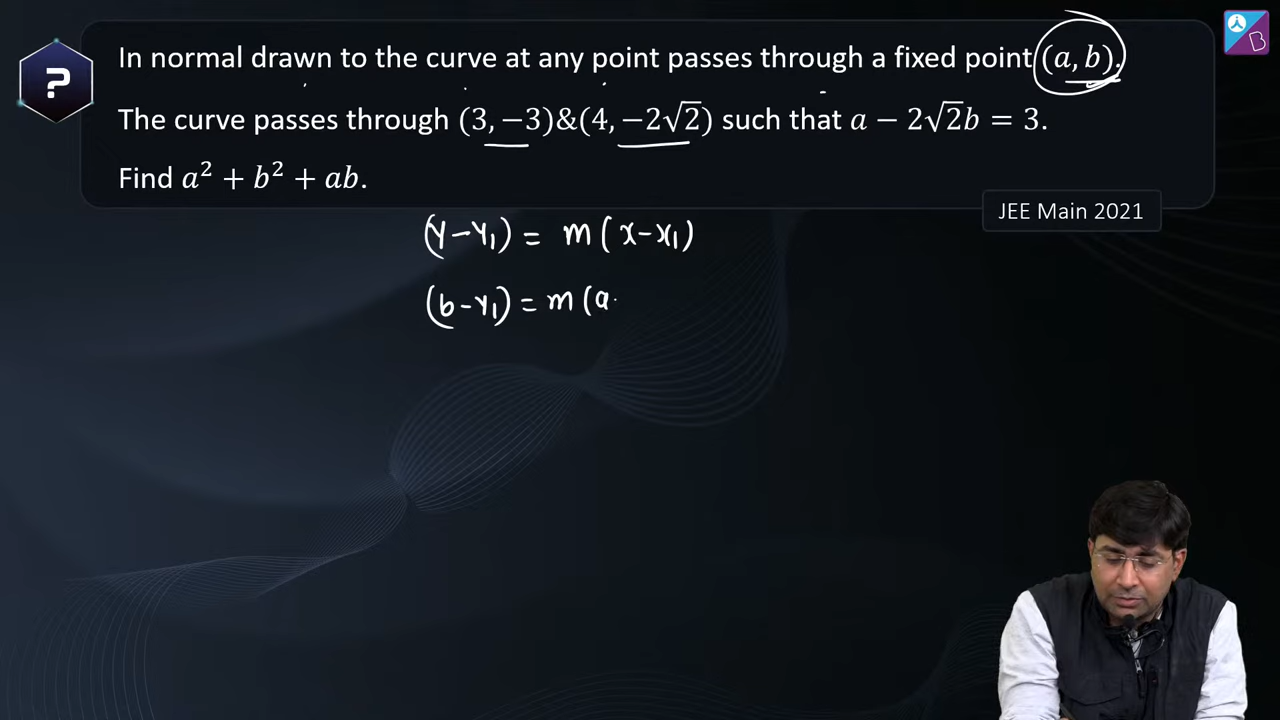 In normal drawn to the curve at any point passes through a fixed point (a, b).
The curve passes through (3, −3)&(4, −2√2) such that a − 2√2b = 3.
Find a² + b² + ab.
JEE Main 2021
(y−y₁) = m(x−x₁)
(b−y₁) = m(a